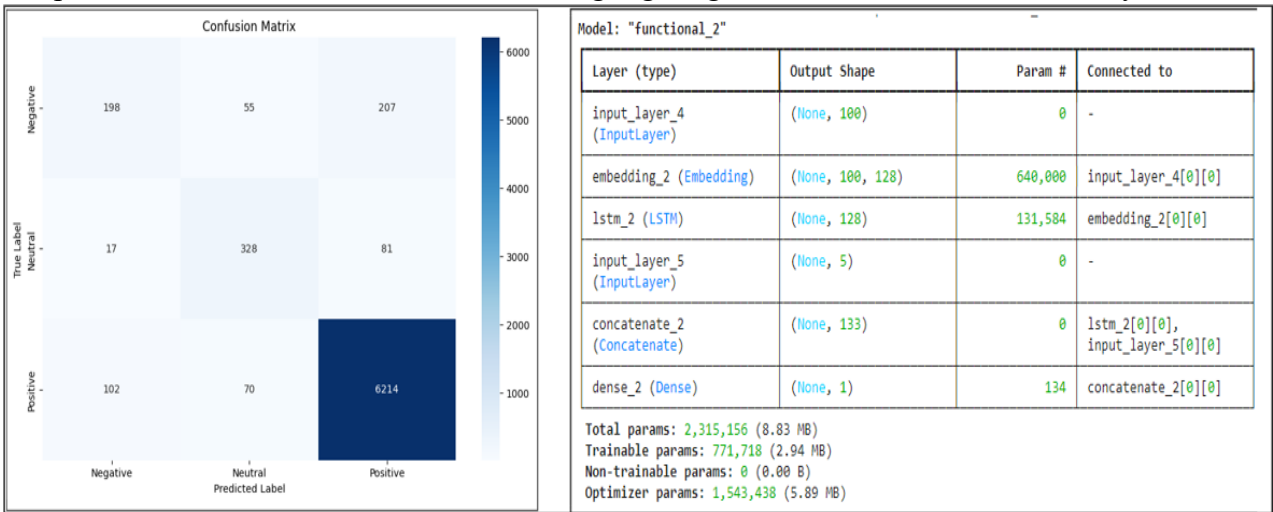 Confusion Matrix
Negative
198 55 207
True Label
Neutral
17 328 81
Positive
102 70 6214
Negative Neutral Positive
Predicted Label
6000
5000
4000
3000
2000
1000
Model: "functional_2"
Layer (type) Output Shape Param # Connected to
input_layer_4 (None, 100) 0 -
(InputLayer)
embedding_2 (Embedding) (None, 100, 128) 640,000 input_layer_4[0][0]
lstm_2 (LSTM) (None, 128) 131,584 embedding_2[0][0]
input_layer_5 (None, 5) 0 -
(InputLayer)
concatenate_2 (None, 133) 0 lstm_2[0][0],
(Concatenate) input_layer_5[0][0]
dense_2 (Dense) (None, 1) 134 concatenate_2[0][0]
Total params: 2,315,156 (8.83 MB)
Trainable params: 771,718 (2.94 MB)
Non-trainable params: 0 (0.00 B)
Optimizer params: 1,543,438 (5.89 MB)